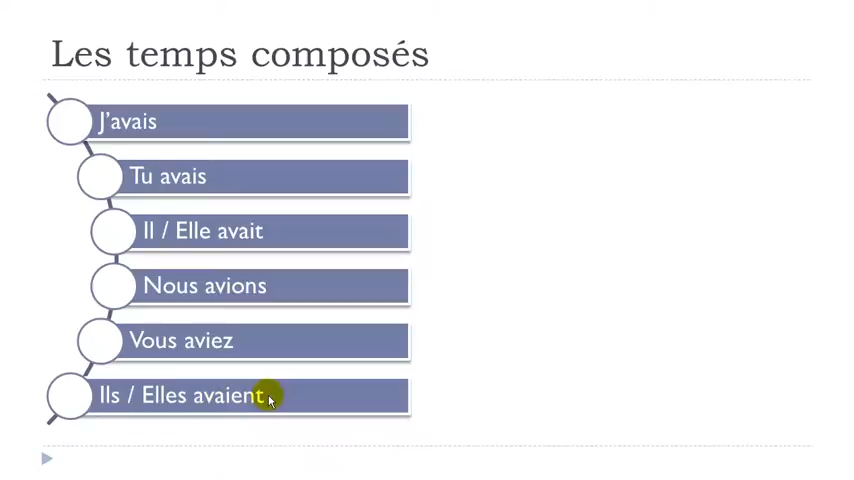 Les temps composés
J’avais
Tu avais
Il / Elle avait
Nous avions
Vous aviez
Ils / Elles avaient